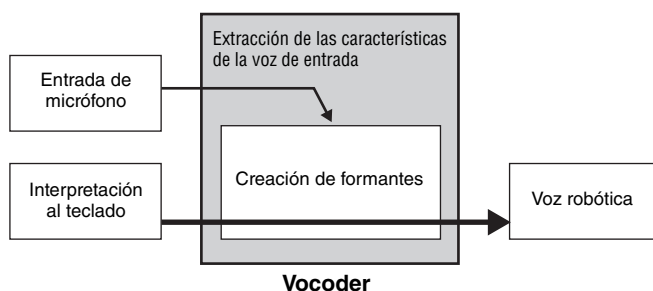 Extracción de las características
de la voz de entrada
Entrada de
micrófono
Creación de formantes
Interpretación
al teclado
Voz robótica
Vocoder